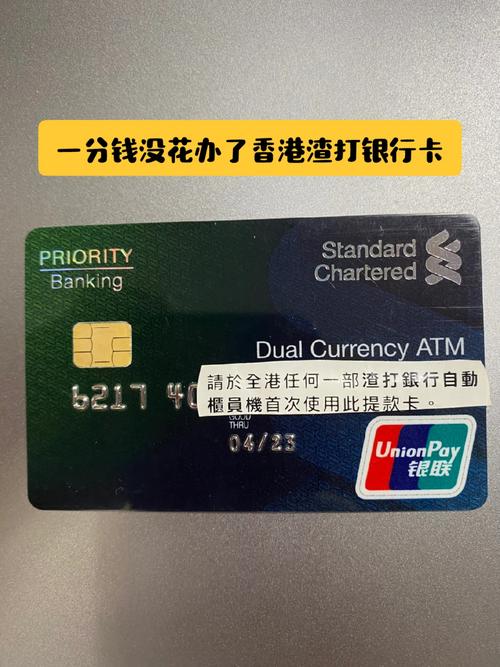 一分钱没花办了香港渣打银行卡
PRIORITY
Banking
Standard
Chartered
Dual Currency ATM
請於全港任何一部渣打銀行自動
櫃員機首次使用此提款卡。
6217 40
GOOD
THRU
04/23
UnionPay
银联